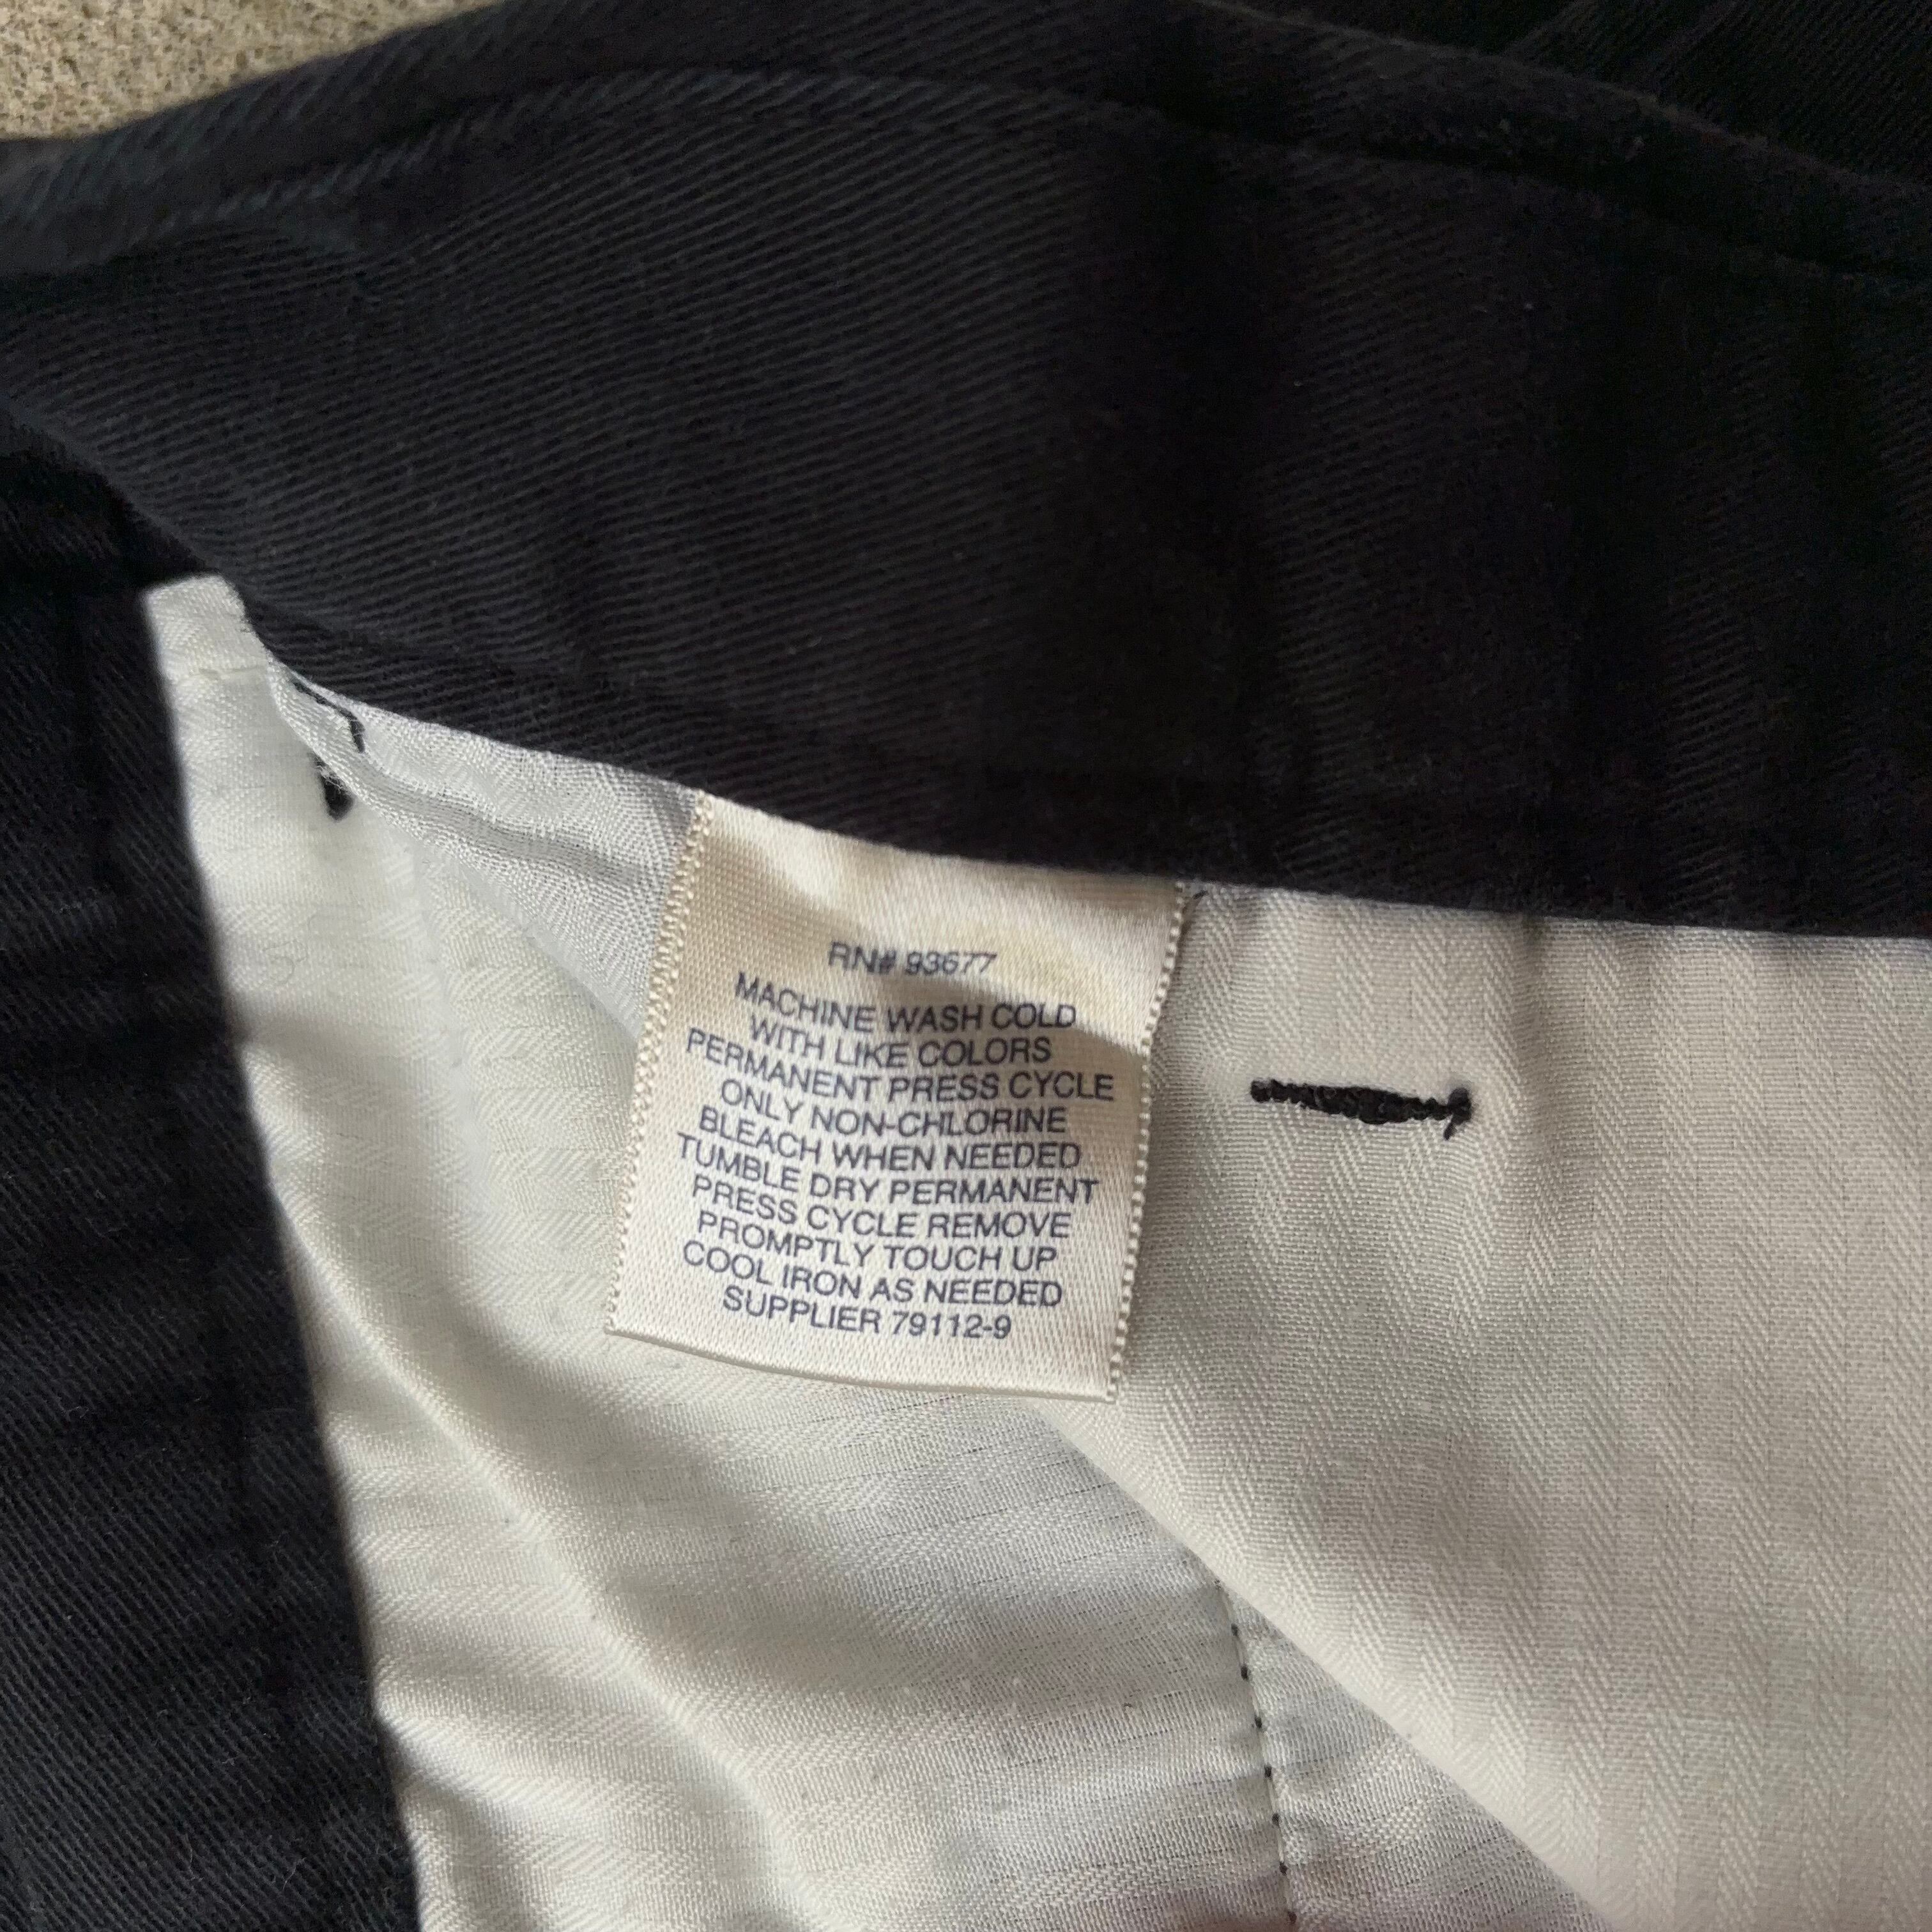 RN# 93677
MACHINE WASH COLD
WITH LIKE COLORS
PERMANENT PRESS CYCLE
ONLY NON-CHLORINE
BLEACH WHEN NEEDED
TUMBLE DRY PERMANENT
PRESS CYCLE REMOVE
PROMPTLY TOUCH UP
COOL IRON AS NEEDED
SUPPLIER 79112-9